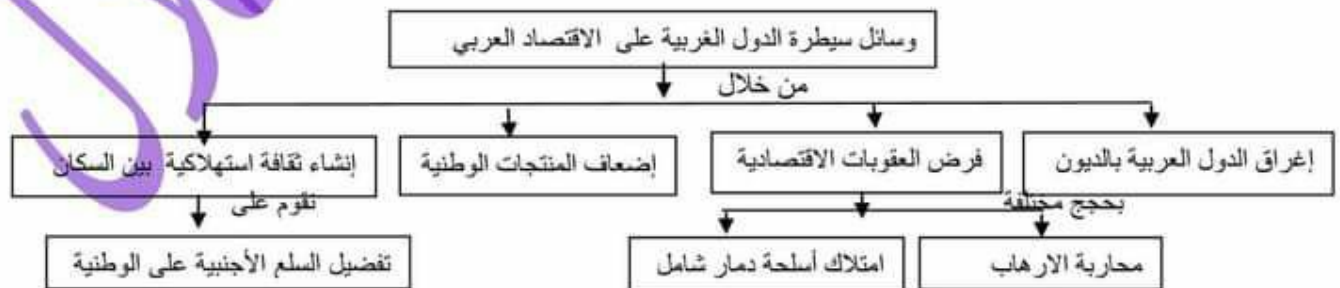 وسائل سيطرة الدول الغربية على الاقتصاد العربي
من خلال
إغراق الدول العربية بالديون
فرض العقوبات الاقتصادية
إضعاف المنتجات الوطنية
إنشاء ثقافة استهلاكية بين السكان
بحجج مختلفة
تقوم على
محاربة الارهاب
امتلاك أسلحة دمار شامل
تفضيل السلع الأجنبية على الوطنية